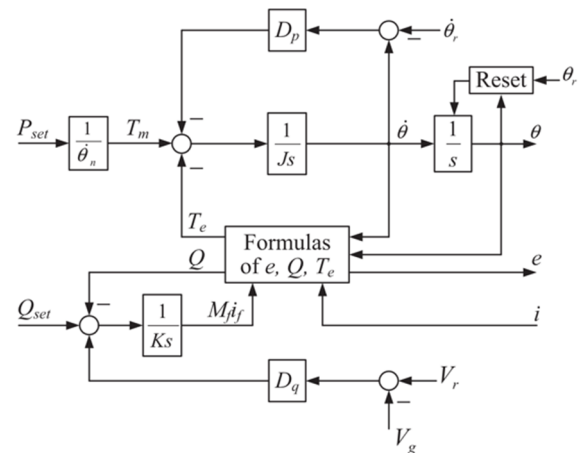 D_p
− θ̇_r
Reset θ_r
P_set 1/θ̇_n T_m − − 1/Js θ̇ 1/s θ
T_e
Formulas
of e, Q, T_e
Q e
Q_set − 1/Ks M_f i_f i
D_q V_r
−
V_g